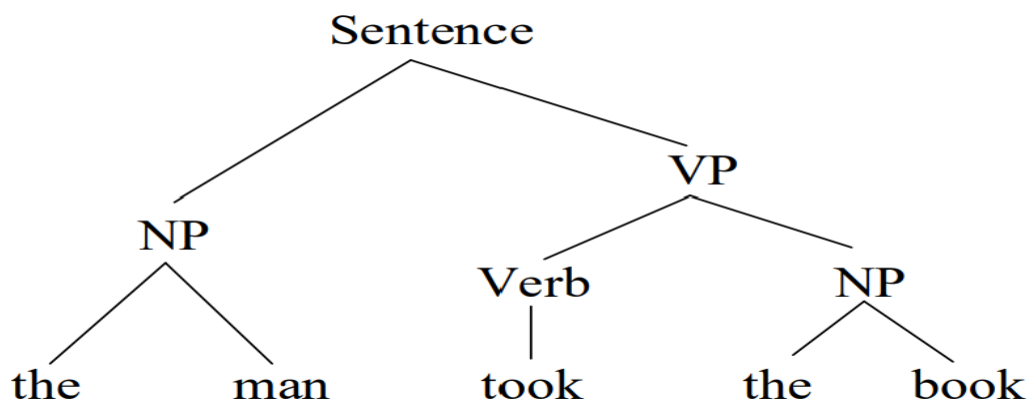 Sentence
VP
NP
Verb NP
the man took the book